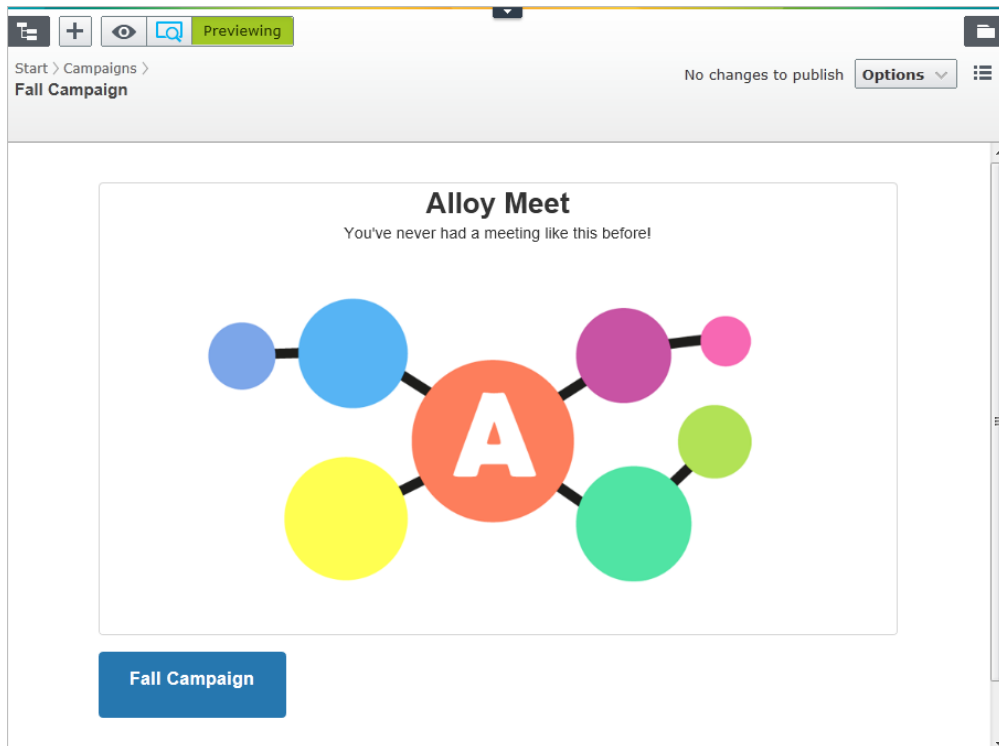 Previewing
Start > Campaigns >
Fall Campaign
No changes to publish
Options
Alloy Meet
You've never had a meeting like this before!
A
Fall Campaign